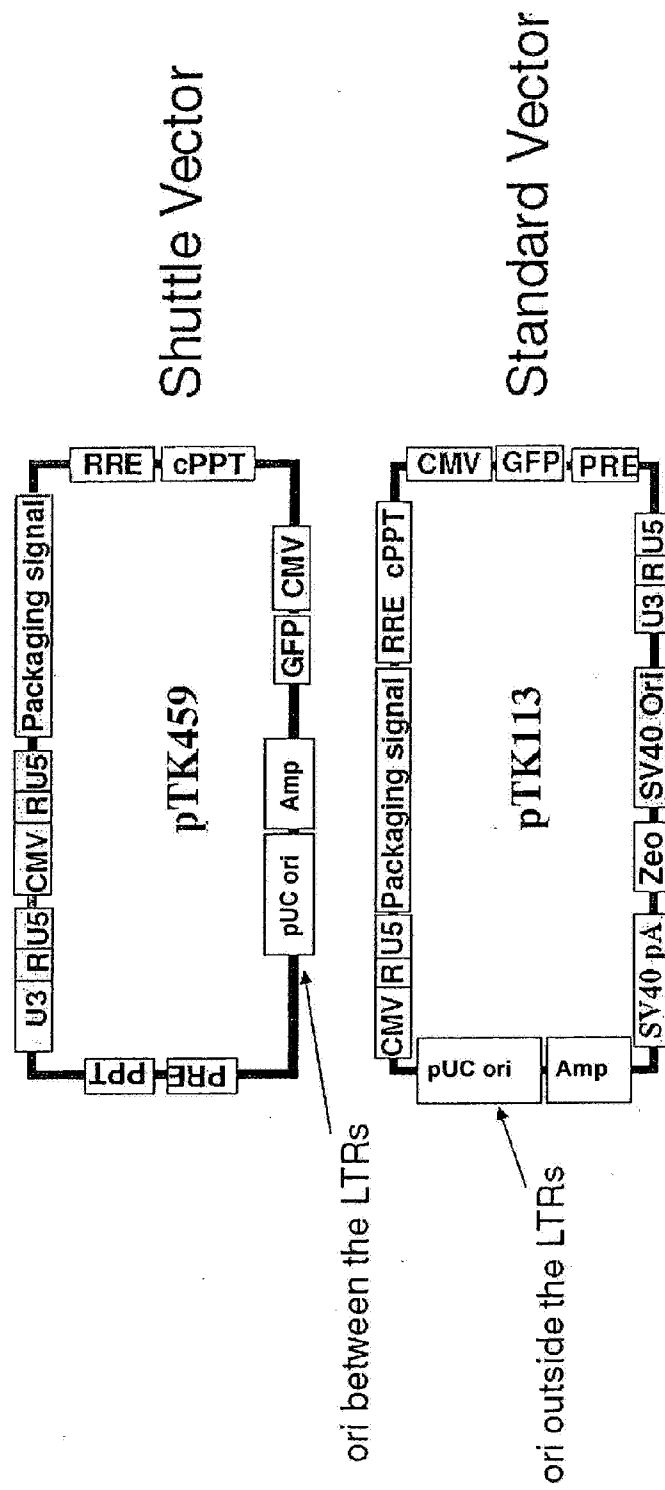 Shuttle Vector
U3 R U5 CMV R U5 Packaging signal
RRE
cPPT
pTK459
PPT
PRE
pUC ori Amp GFP CMV
ori between the LTRs
Standard Vector
CMV R U5 Packaging signal RRE cPPT
CMV
GFP
PRE
pTK113
pUC ori
Amp
SV40 pA Zeo SV40 Ori U3 R U5
ori outside the LTRs